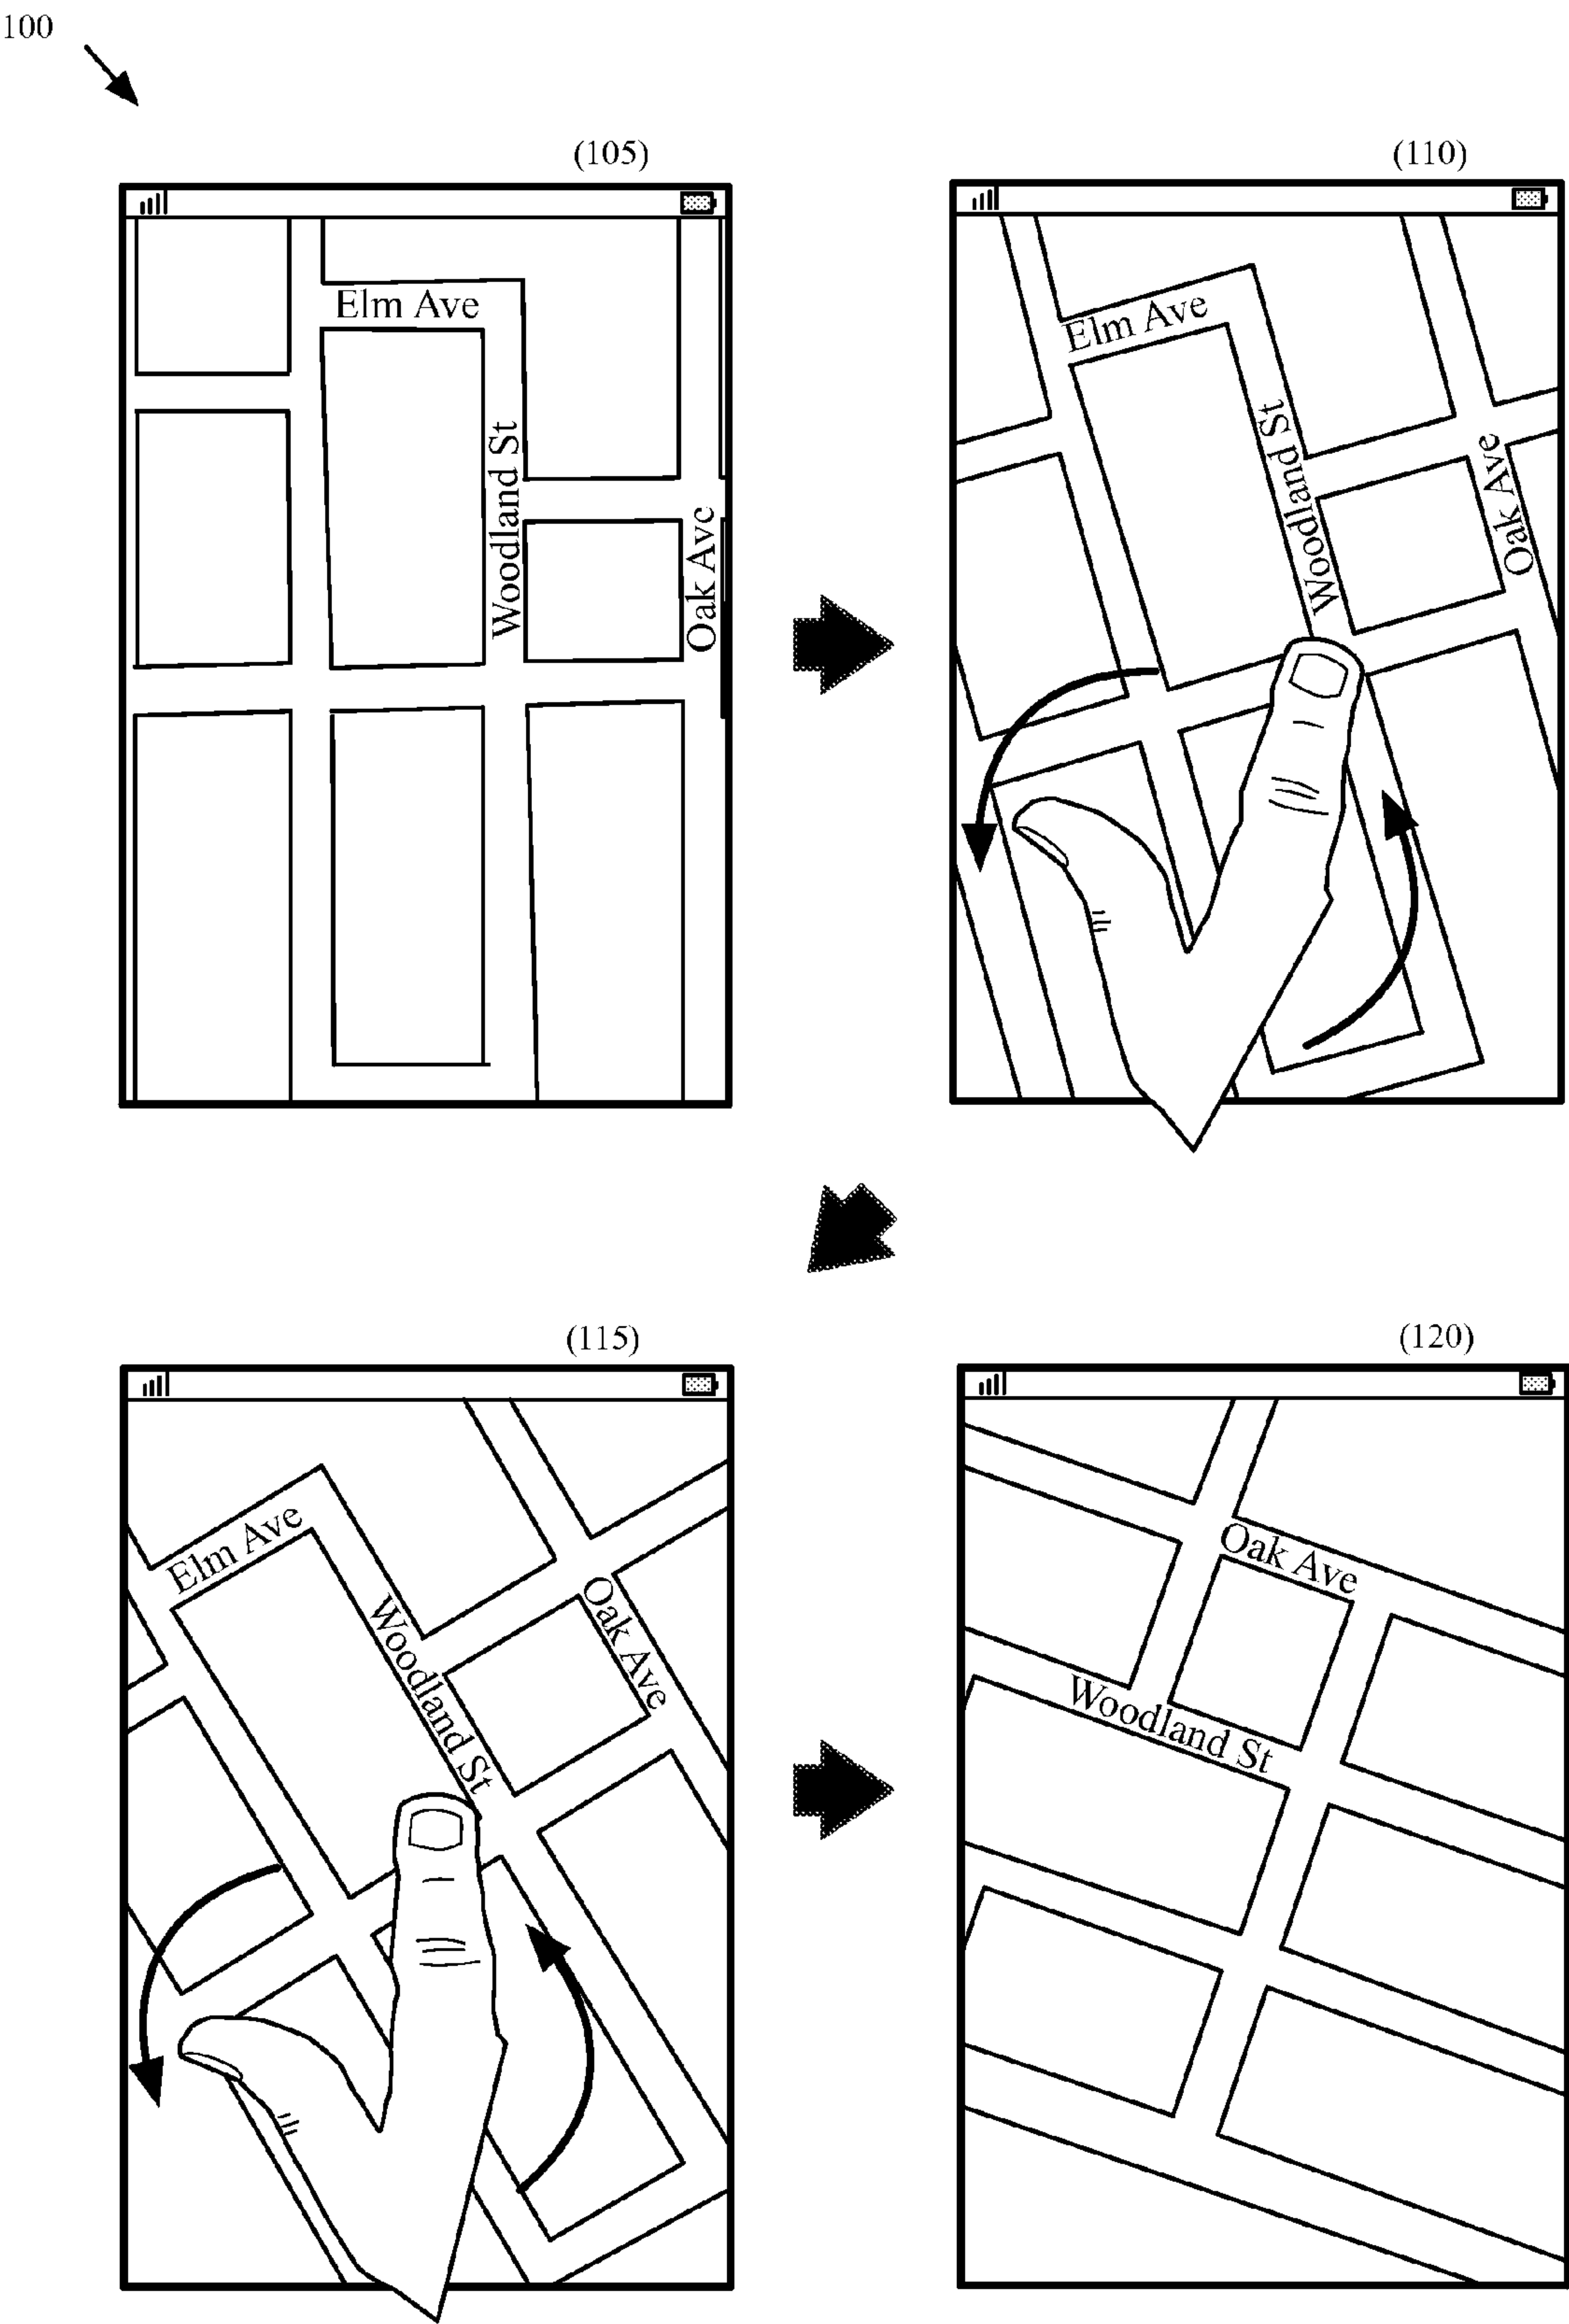 100
(105)
Elm Ave
Woodland St
Oak Avc
(110)
Elm Ave
Woodland St
Oak Ave
(115)
Elm Ave
Woodland St
Oak Ave
(120)
Oak Ave
Woodland St